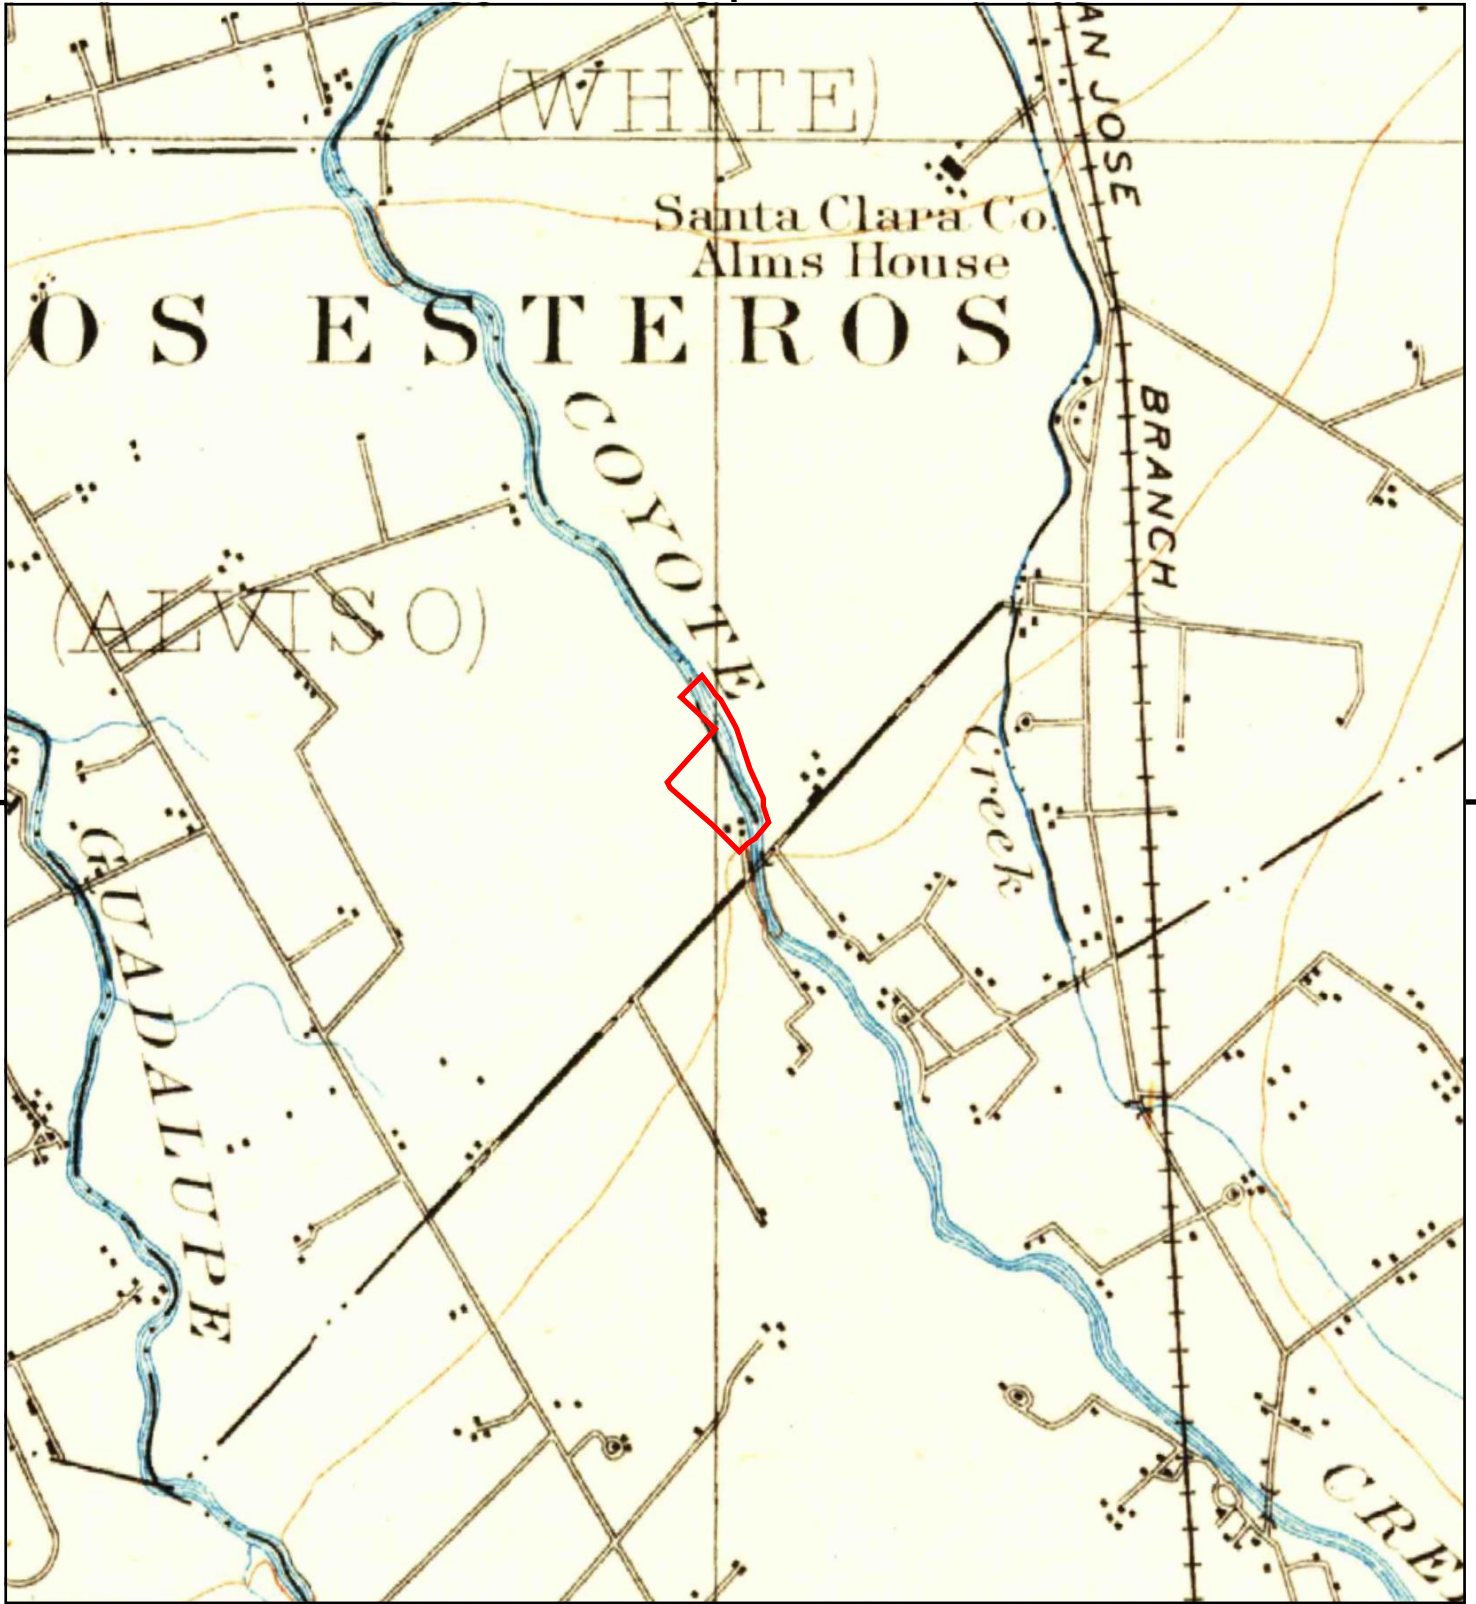 (WHITE)
AN JOSE
Santa Clara Co.
Alms House
OS ESTEROS
COYOTE
BRANCH
(ALVISO)
Creek
GUADALUPE
CRE